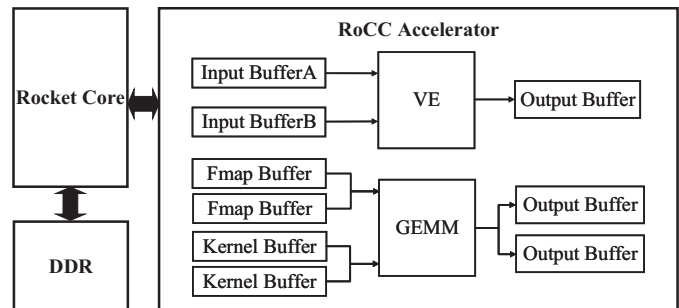 RoCC Accelerator
Rocket Core
DDR
Input BufferA
Input BufferB
VE
Output Buffer
Fmap Buffer
Fmap Buffer
Kernel Buffer
Kernel Buffer
GEMM
Output Buffer
Output Buffer